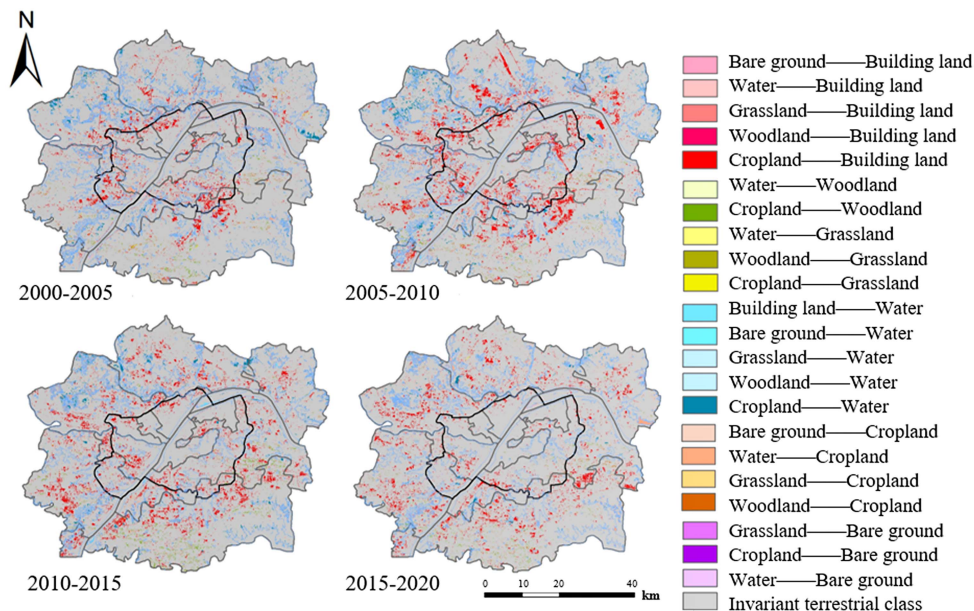 N
2000-2005
2005-2010
2010-2015
2015-2020
0 10 20 40
km
Bare ground——Building land
Water——Building land
Grassland——Building land
Woodland——Building land
Cropland——Building land
Water——Woodland
Cropland——Woodland
Water——Grassland
Woodland——Grassland
Cropland——Grassland
Building land——Water
Bare ground——Water
Grassland——Water
Woodland——Water
Cropland——Water
Bare ground——Cropland
Water——Cropland
Grassland——Cropland
Woodland——Cropland
Grassland——Bare ground
Cropland——Bare ground
Water——Bare ground
Invariant terrestrial class